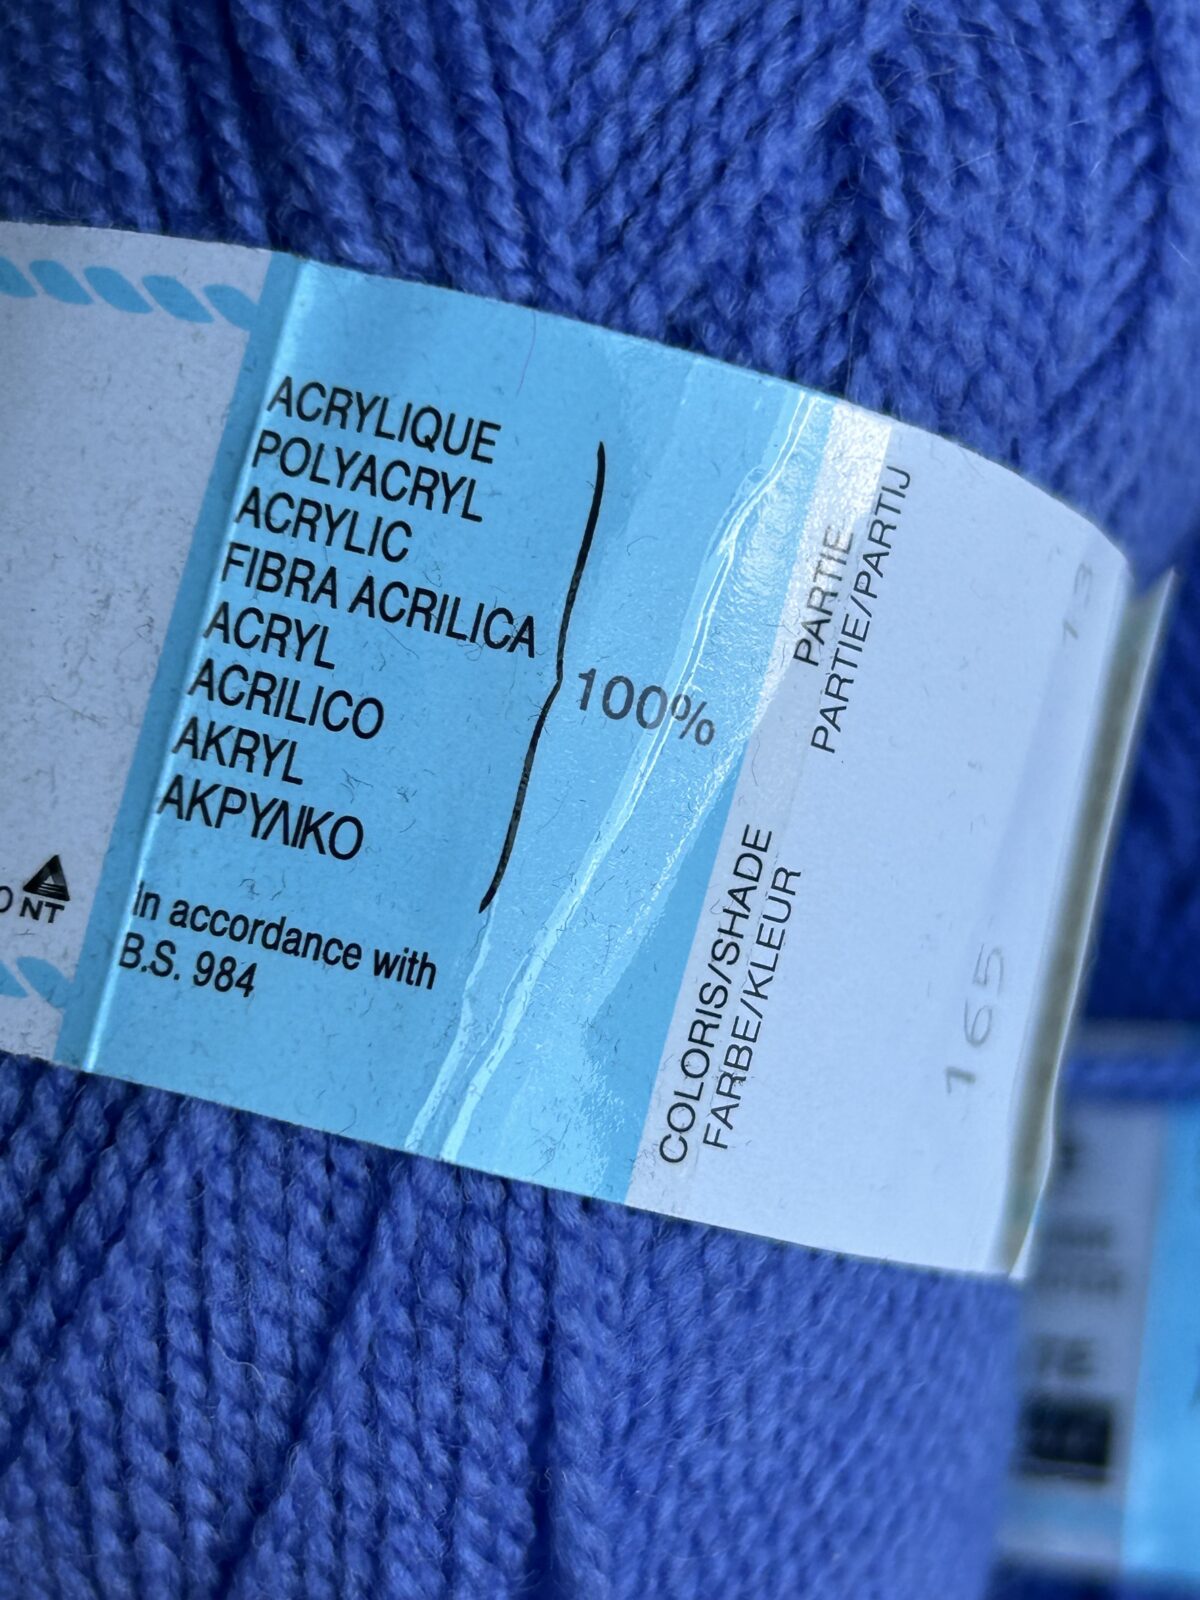 ACRYLIQUE
POLYACRYL
ACRYLIC
FIBRA ACRILICA
ACRYL
ACRILICO
AKRYL
ΑΚΡΥΛΙΚΟ
100%
In accordance with
B.S. 984
NT
PARTIE
PARTIE/PARTIJ
13
COLORIS/SHADE
FARBE/KLEUR
165